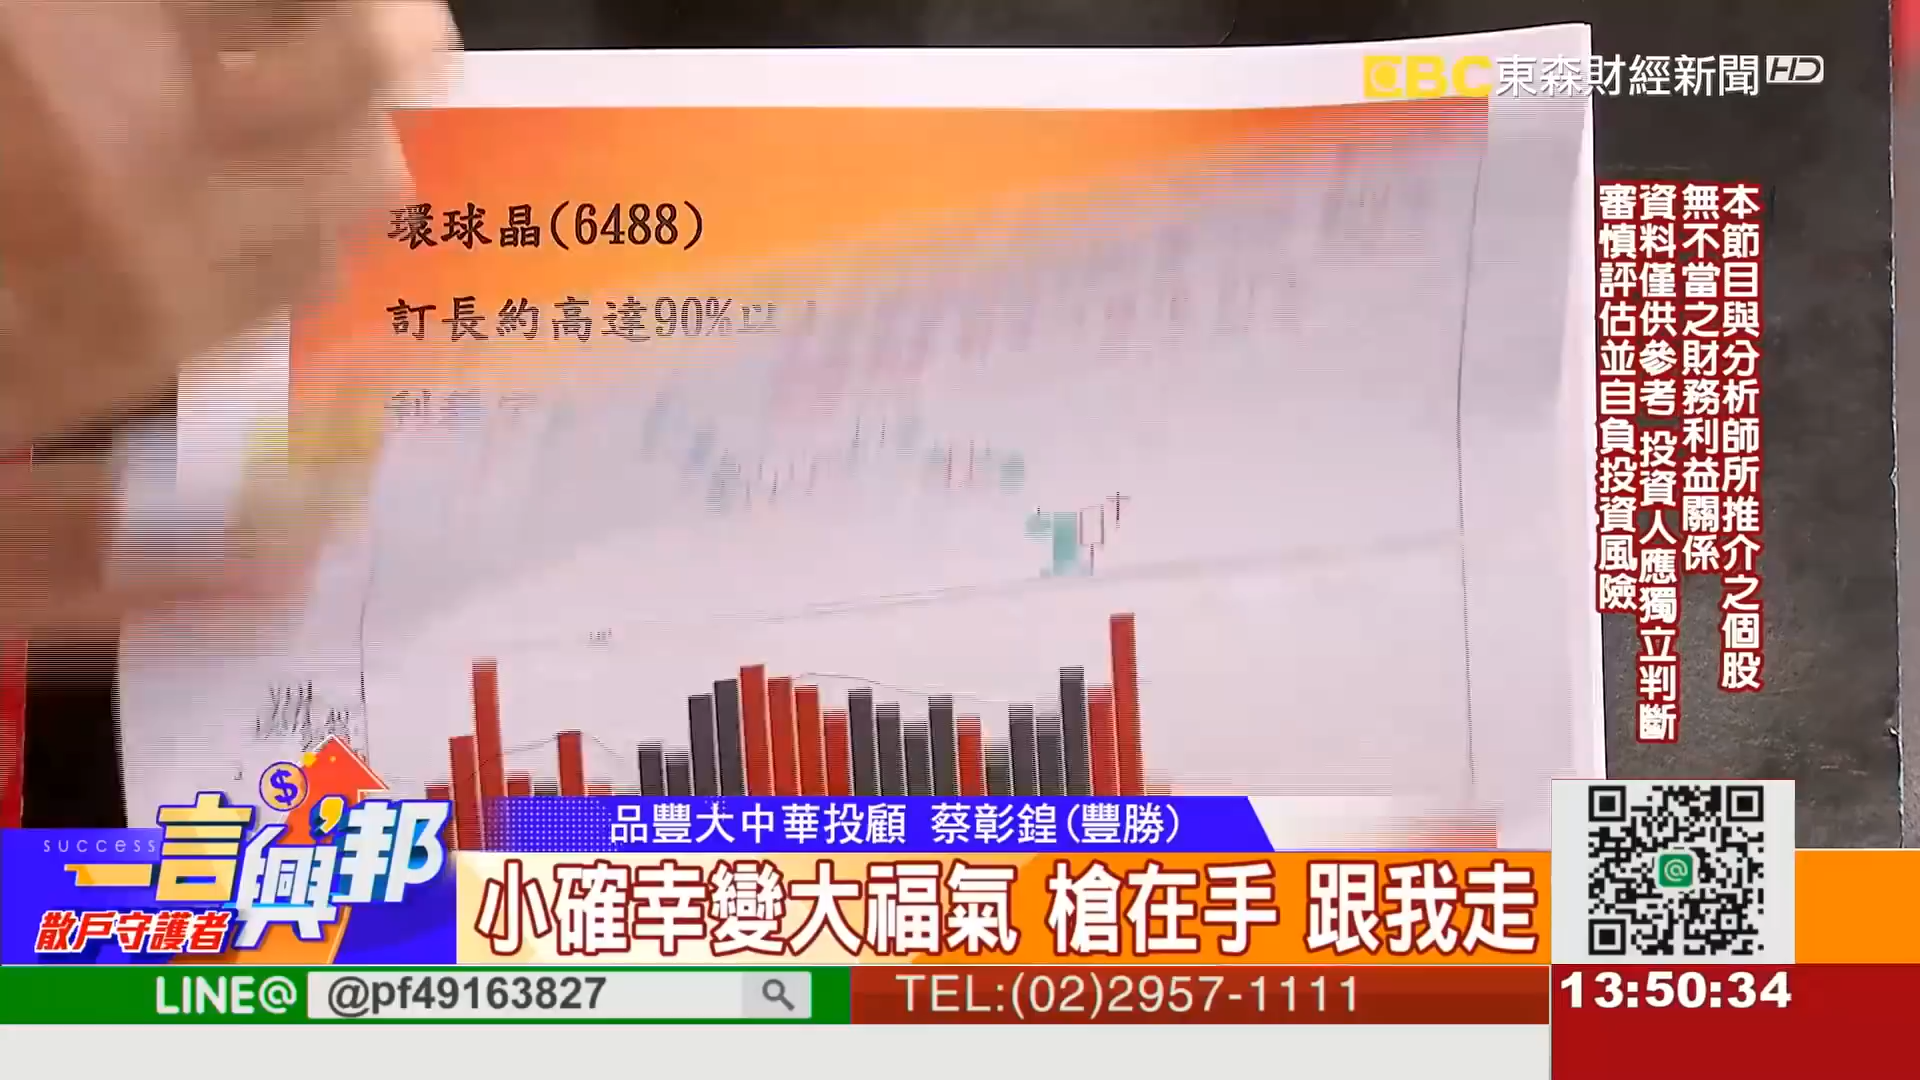 EBC東森財經新聞HD
環球晶(6488)
訂長約高達90%以
本節目與分析師所推介之個股
無不當之財務利益關係
資料僅供參考 投資人應獨立判斷
審慎評估並自負投資風險
success
一言興邦
散戶守護者
品豐大中華投顧 蔡彰鍠(豐勝)
小確幸變大福氣 槍在手 跟我走
LINE@ @pf49163827
TEL:(02)2957-1111
13:50:34